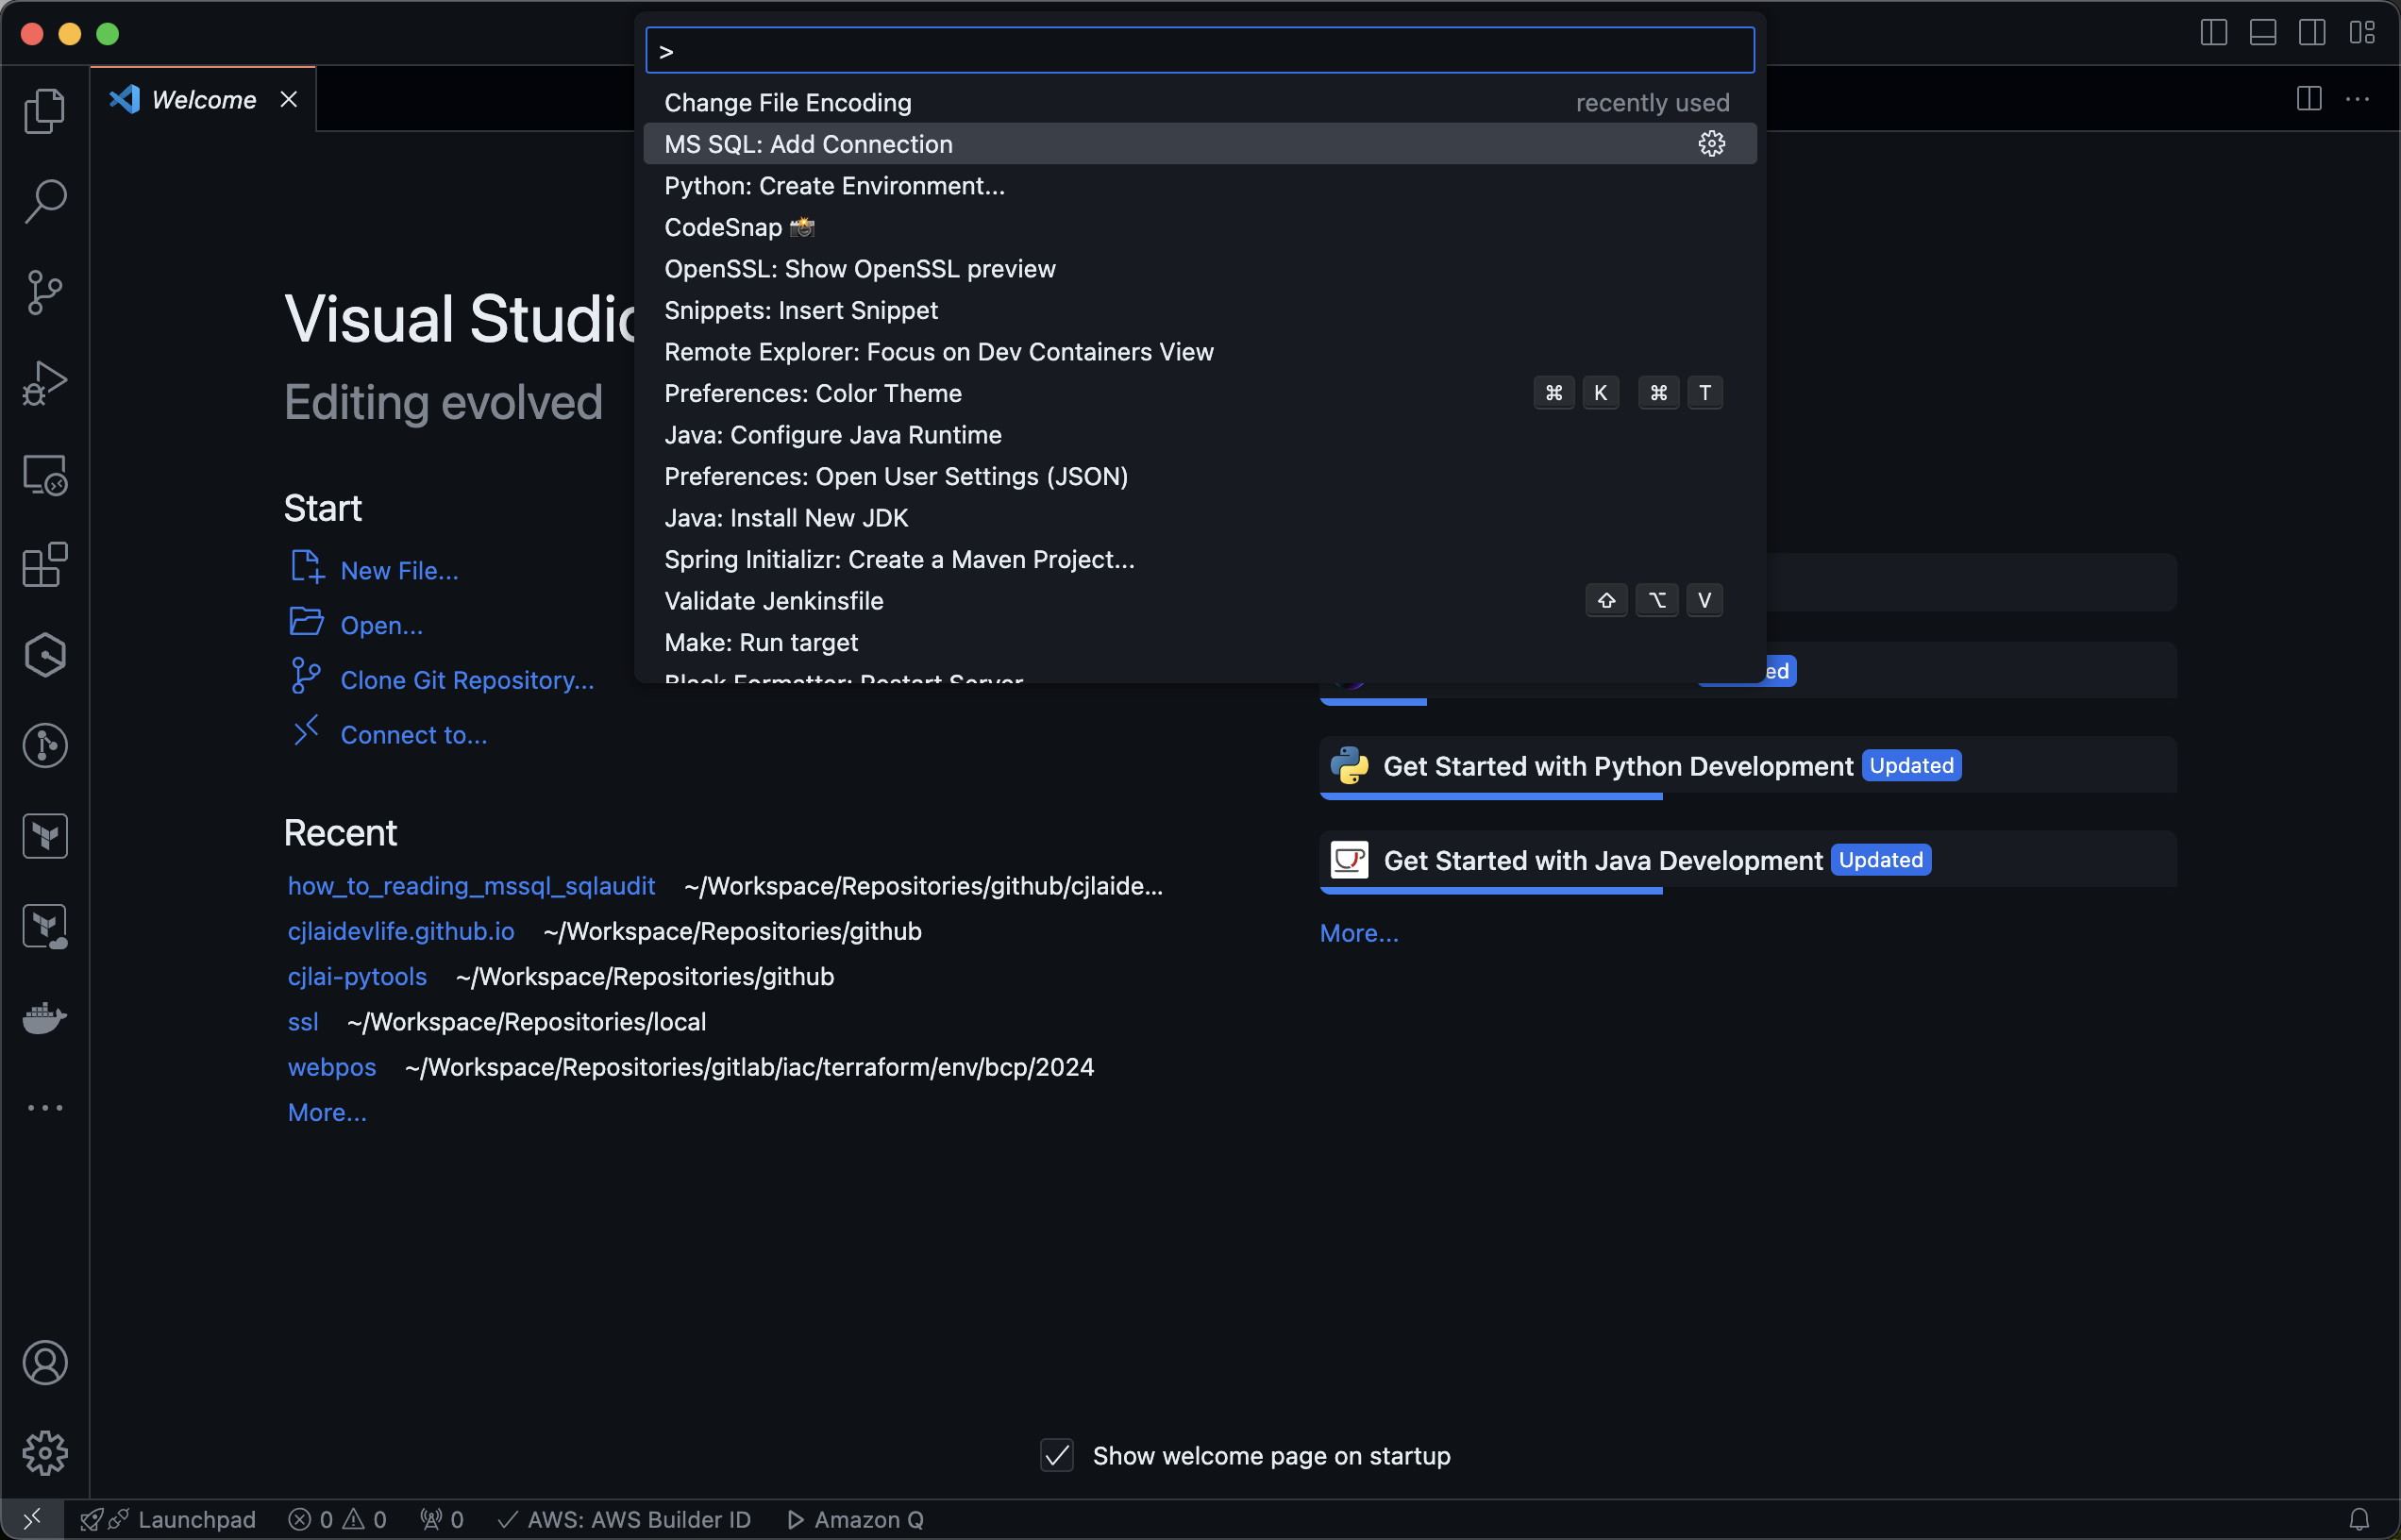 >
Welcome
Change File Encoding recently used
MS SQL: Add Connection
Python: Create Environment...
CodeSnap 📸
OpenSSL: Show OpenSSL preview
Snippets: Insert Snippet
Remote Explorer: Focus on Dev Containers View
Preferences: Color Theme ⌘ K ⌘ T
Java: Configure Java Runtime
Preferences: Open User Settings (JSON)
Java: Install New JDK
Spring Initializr: Create a Maven Project...
Validate Jenkinsfile ⇧ ⌥ V
Make: Run target
Black Formatter: Restart Server
Visual Studio
Editing evolved
Start
New File...
Open...
Clone Git Repository...
Connect to...
Recent
how_to_reading_mssql_sqlaudit ~/Workspace/Repositories/github/cjlaide...
cjlaidevlife.github.io ~/Workspace/Repositories/github
cjlai-pytools ~/Workspace/Repositories/github
ssl ~/Workspace/Repositories/local
webpos ~/Workspace/Repositories/gitlab/iac/terraform/env/bcp/2024
More...
ed
Get Started with Python Development Updated
Get Started with Java Development Updated
More...
Show welcome page on startup
Launchpad 0 0 0 AWS: AWS Builder ID Amazon Q